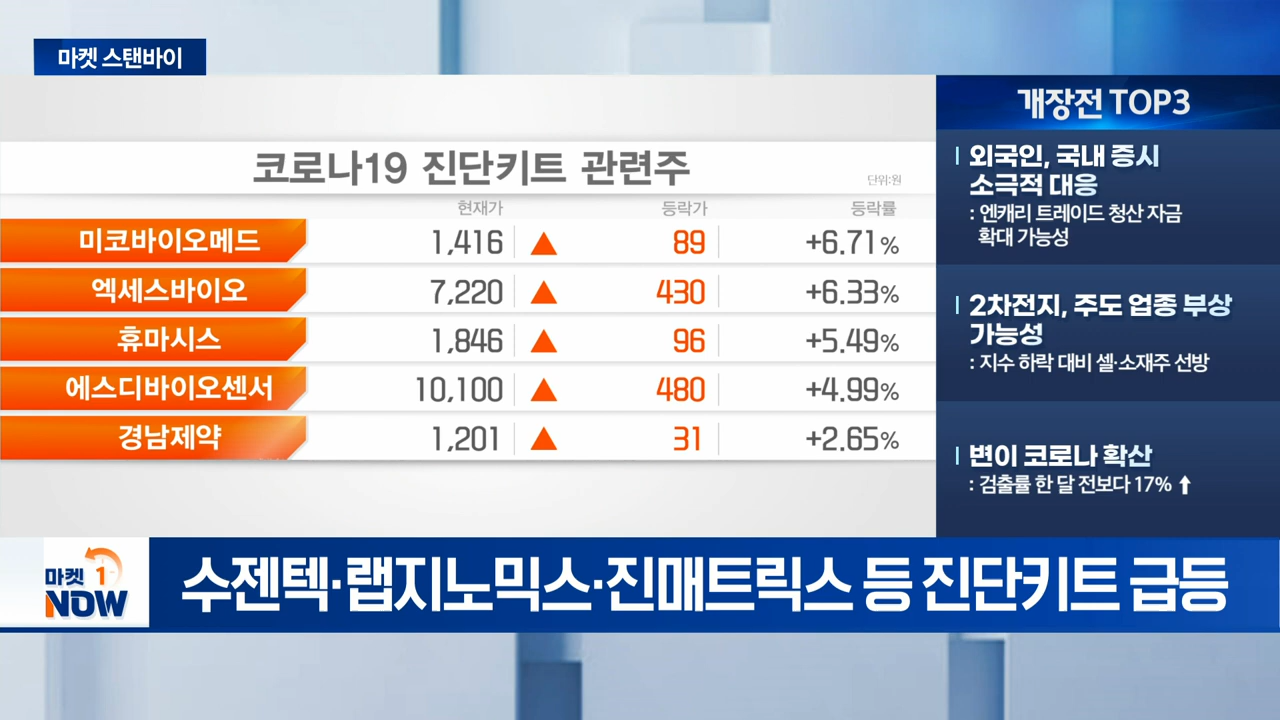 마켓 스탠바이
코로나19 진단키트 관련주
단위:원
현재가 등락가 등락률
미코바이오메드 1,416 ▲ 89 +6.71%
엑세스바이오 7,220 ▲ 430 +6.33%
휴마시스 1,846 ▲ 96 +5.49%
에스디바이오센서 10,100 ▲ 480 +4.99%
경남제약 1,201 ▲ 31 +2.65%
개장전 TOP3
외국인, 국내 증시
소극적 대응
: 엔캐리 트레이드 청산 자금
확대 가능성
2차전지, 주도 업종 부상
가능성
: 지수 하락 대비 셀·소재주 선방
변이 코로나 확산
: 검출률 한 달 전보다 17% ⬆
마켓 1
NOW
수젠텍·랩지노믹스·진매트릭스 등 진단키트 급등